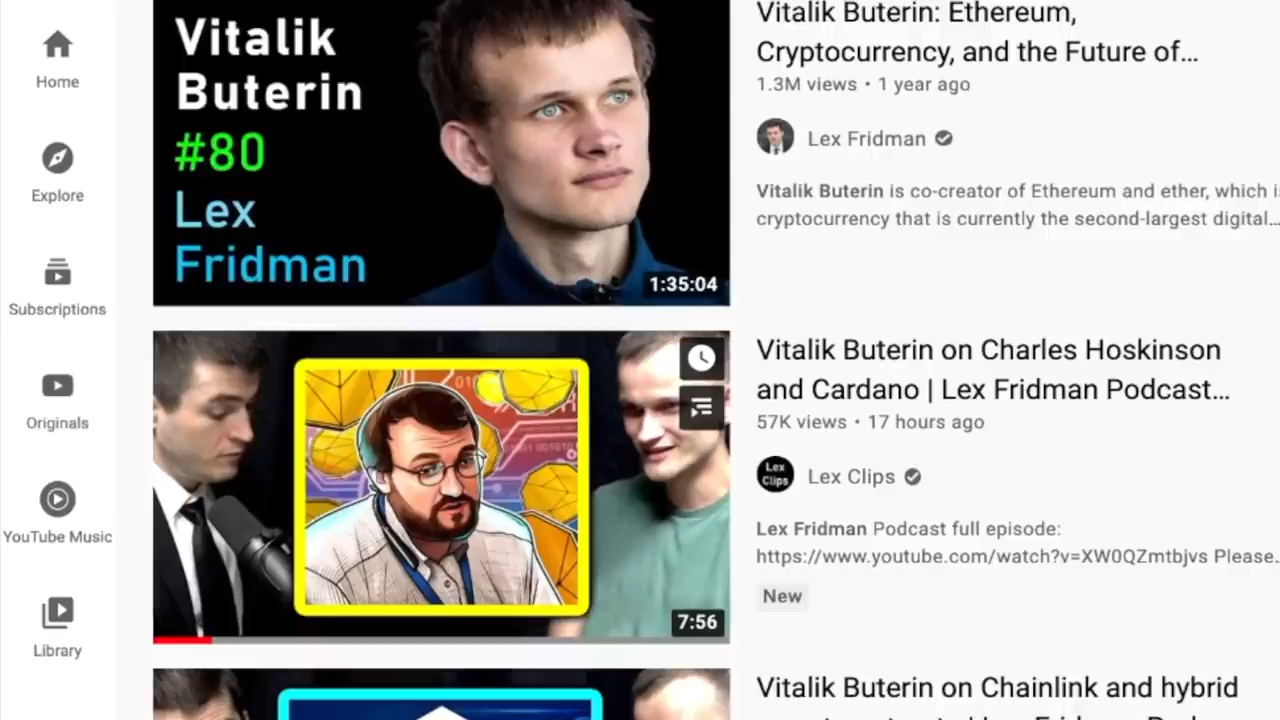 Home
Explore
Subscriptions
Originals
YouTube Music
Library
Vitalik
Buterin
#80
Lex
Fridman
1:35:04
Vitalik Buterin: Ethereum,
Cryptocurrency, and the Future of...
1.3M views • 1 year ago
Lex Fridman
Vitalik Buterin is co-creator of Ethereum and ether, which
cryptocurrency that is currently the second-largest digital...
7:56
Vitalik Buterin on Charles Hoskinson
and Cardano | Lex Fridman Podcast...
57K views • 17 hours ago
Lex
Clips
Lex Clips
Lex Fridman Podcast full episode:
https://www.youtube.com/watch?v=XW0QZmtbjvs Please.
New
Vitalik Buterin on Chainlink and hybrid